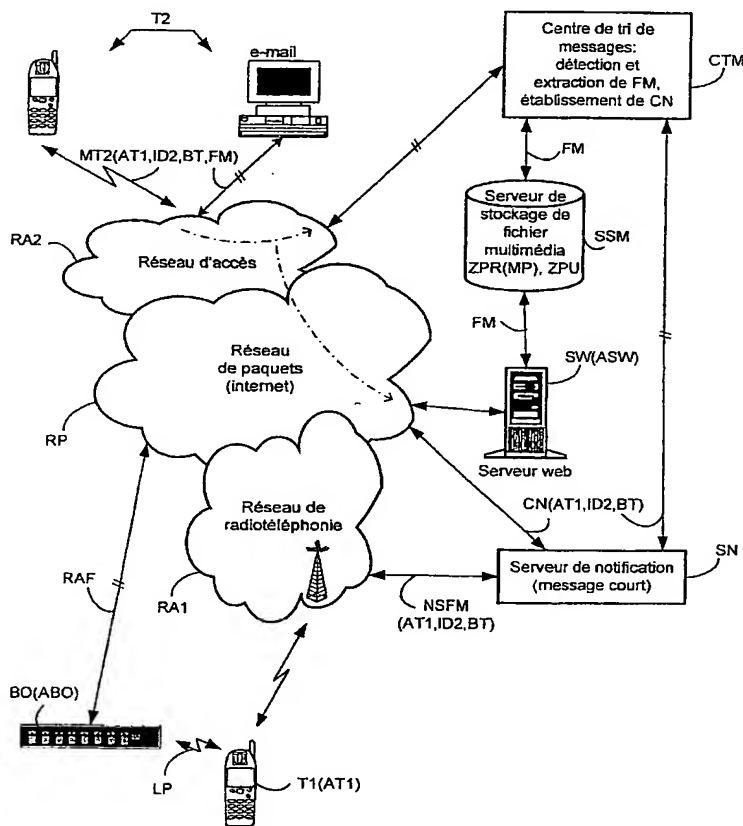 T2
e-mail
Centre de tri de
messages:
détection et
extraction de FM,
établissement de CN
CTM
MT2(AT1,ID2,BT,FM)
FM
RA2
Réseau d'accès
Serveur de
stockage de
fichier
multimédia
ZPR(MP), ZPU
SSM
FM
Réseau
de paquets
(internet)
SW(ASW)
RP
Serveur web
Réseau de
radiotéléphonie
CN(AT1,ID2,BT)
RAF
RA1
Serveur de notification
(message court)
SN
NSFM
(AT1,ID2,BT)
BO(ABO)
LP
T1(AT1)